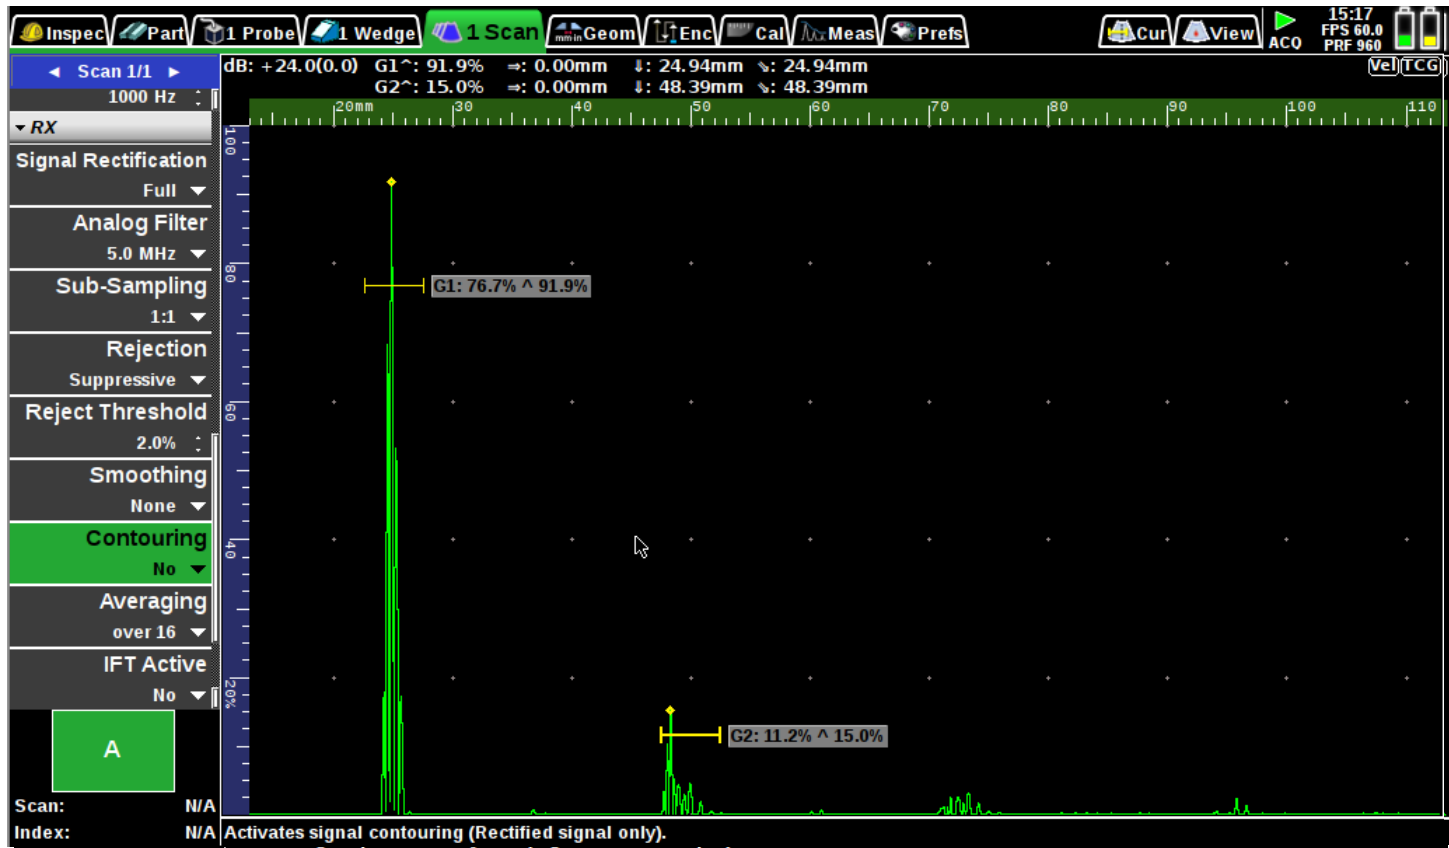 Inspec Part 1 Probe 1 Wedge 1 Scan mm in Geom Enc Cal Meas Prefs Cur View ACQ 15:17
FPS 60.0
PRF 960
◄ Scan 1/1 ►
1000 Hz
RX
Signal Rectification
Full
Analog Filter
5.0 MHz
Sub-Sampling
1:1
Rejection
Suppressive
Reject Threshold
2.0%
Smoothing
None
Contouring
No
Averaging
over 16
IFT Active
No
A
Scan: N/A
Index: N/A
dB: +24.0(0.0) G1^: 91.9% ⇒: 0.00mm ⇓: 24.94mm ⇘: 24.94mm
G2^: 15.0% ⇒: 0.00mm ⇓: 48.39mm ⇘: 48.39mm
Vel TCG
20mm 30 40 50 60 70 80 90 100 110
100
80
60
40
20%
G1: 76.7% ^ 91.9%
G2: 11.2% ^ 15.0%
Activates signal contouring (Rectified signal only).